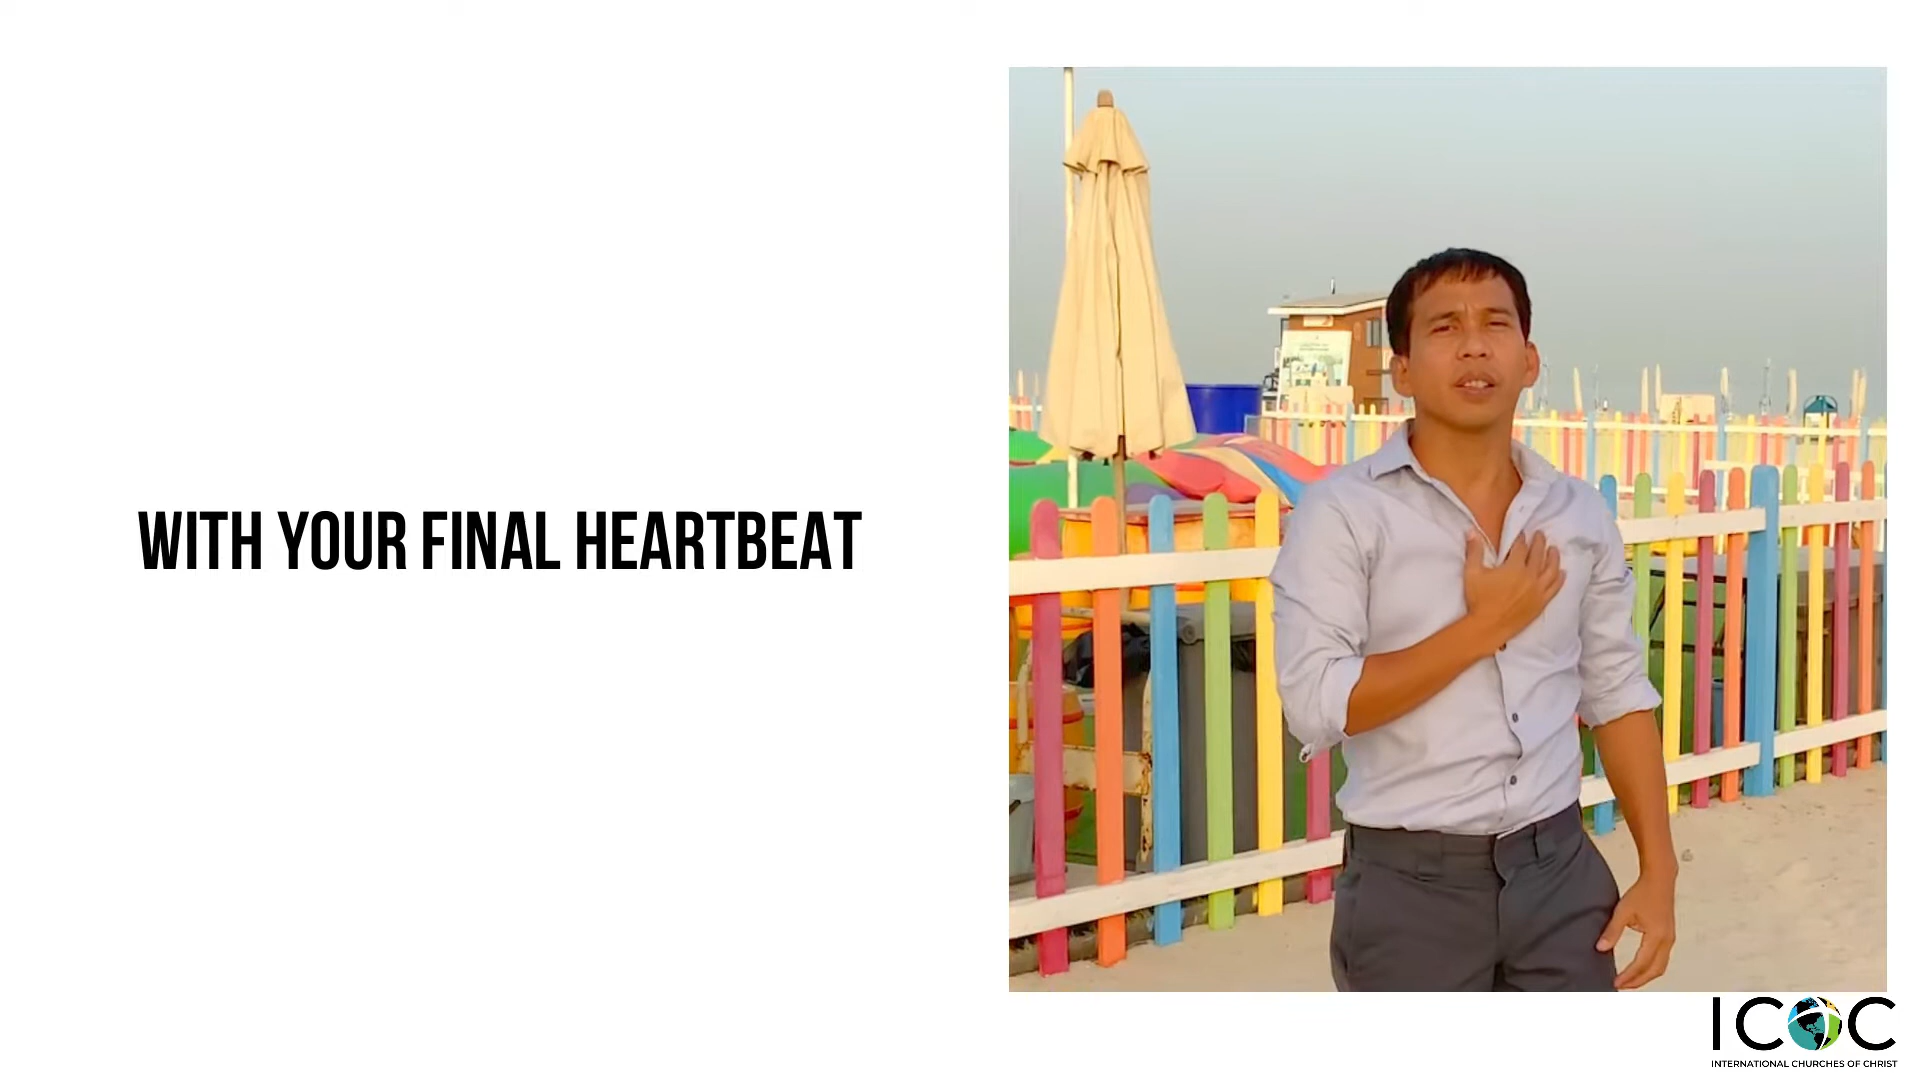 WITH YOUR FINAL HEARTBEAT
ICOC
INTERNATIONAL CHURCHES OF CHRIST